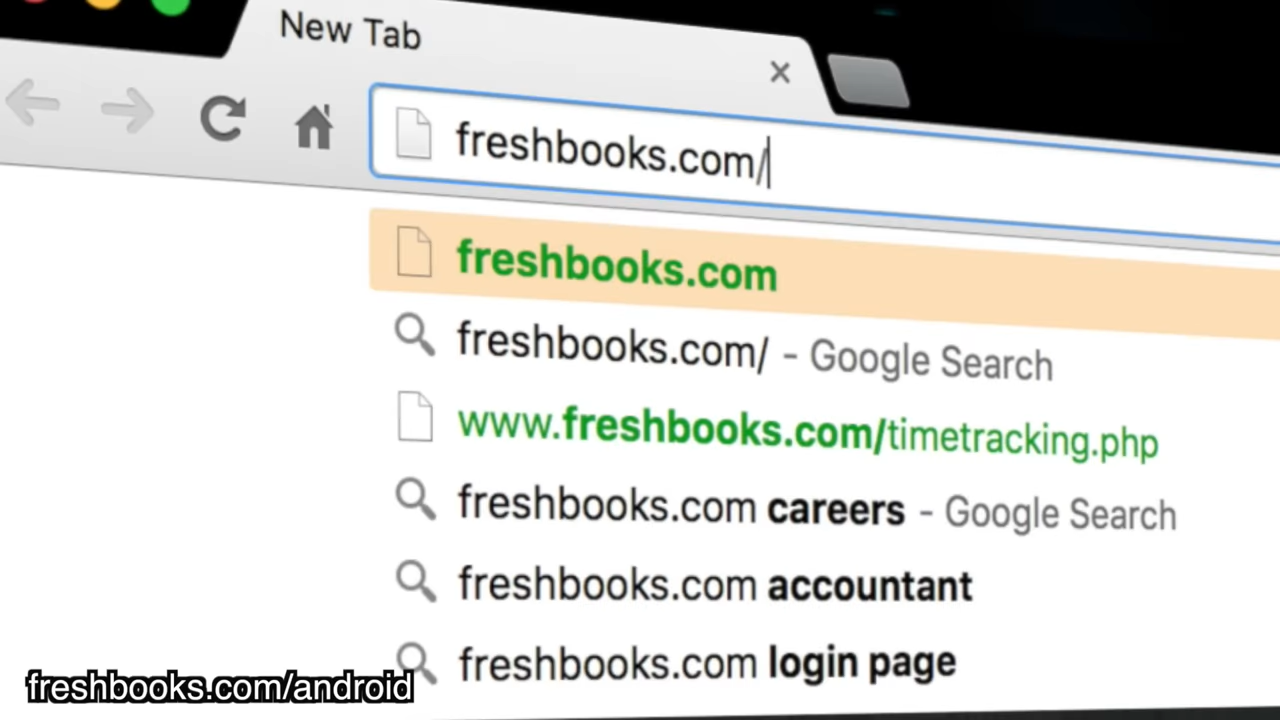 New Tab
freshbooks.com/
freshbooks.com
freshbooks.com/ - Google Search
www.freshbooks.com/timetracking.php
freshbooks.com careers - Google Search
freshbooks.com accountant
freshbooks.com login page
freshbooks.com/android